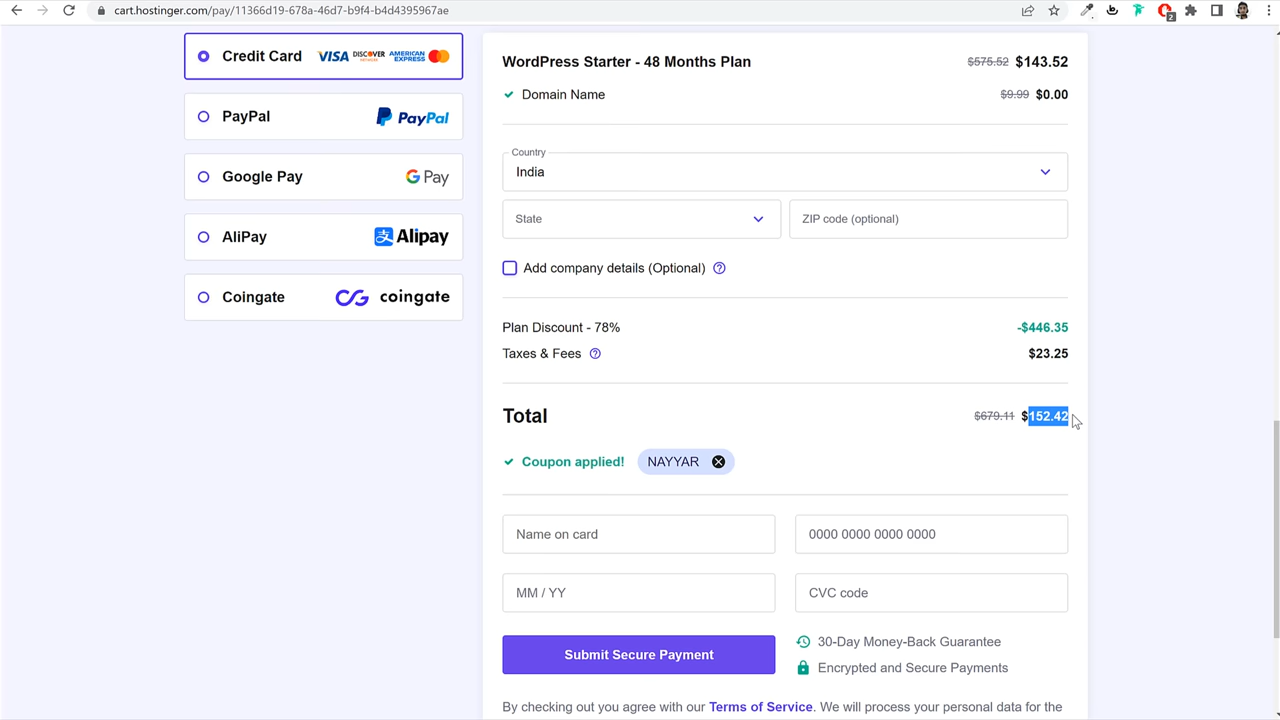 cart.hostinger.com/pay/11366d19-678a-46d7-b9f4-b4d4395967ae
2
Credit Card VISA DISCOVER NETWORK AMERICAN EXPRESS
PayPal PayPal
Google Pay G Pay
AliPay 支 Alipay
Coingate coingate
WordPress Starter - 48 Months Plan $575.52 $143.52
Domain Name $9.99 $0.00
Country
India
State ZIP code (optional)
Add company details (Optional) ?
Plan Discount - 78% -$446.35
Taxes & Fees ? $23.25
Total $679.11 $152.42
Coupon applied! NAYYAR
Name on card 0000 0000 0000 0000
MM / YY CVC code
Submit Secure Payment 30-Day Money-Back Guarantee
Encrypted and Secure Payments
By checking out you agree with our Terms of Service. We will process your personal data for the